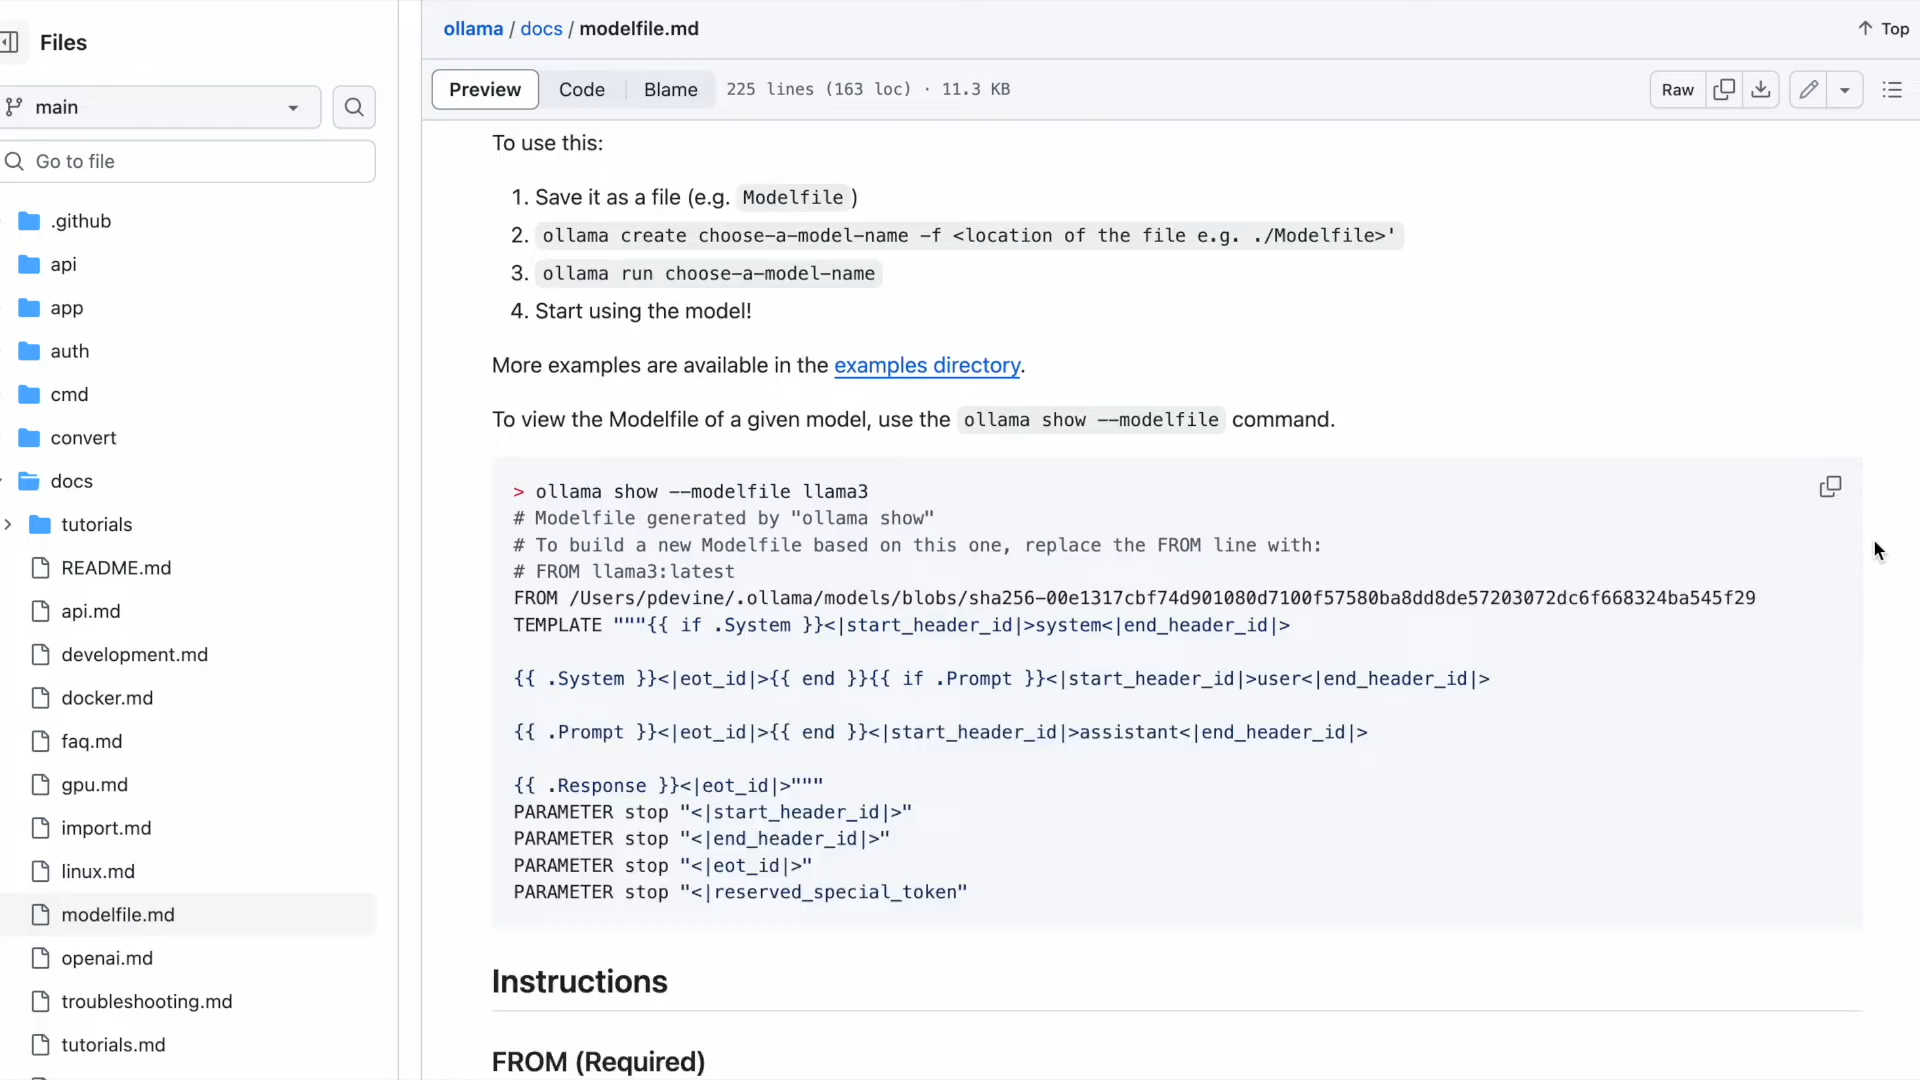 Files
main
Go to file
.github
api
app
auth
cmd
convert
docs
tutorials
README.md
api.md
development.md
docker.md
faq.md
gpu.md
import.md
linux.md
modelfile.md
openai.md
troubleshooting.md
tutorials.md
ollama / docs / modelfile.md
Top
Preview Code Blame 225 lines (163 loc) · 11.3 KB
Raw
To use this:
1. Save it as a file (e.g. Modelfile )
2. ollama create choose-a-model-name -f <location of the file e.g. ./Modelfile>'
3. ollama run choose-a-model-name
4. Start using the model!
More examples are available in the examples directory.
To view the Modelfile of a given model, use the ollama show --modelfile command.
> ollama show --modelfile llama3
# Modelfile generated by "ollama show"
# To build a new Modelfile based on this one, replace the FROM line with:
# FROM llama3:latest
FROM /Users/pdevine/.ollama/models/blobs/sha256-00e1317cbf74d901080d7100f57580ba8dd8de57203072dc6f668324ba545f29
TEMPLATE """{{ if .System }}<|start_header_id|>system<|end_header_id|>
{{ .System }}<|eot_id|>{{ end }}{{ if .Prompt }}<|start_header_id|>user<|end_header_id|>
{{ .Prompt }}<|eot_id|>{{ end }}<|start_header_id|>assistant<|end_header_id|>
{{ .Response }}<|eot_id|>"""
PARAMETER stop "<|start_header_id|>"
PARAMETER stop "<|end_header_id|>"
PARAMETER stop "<|eot_id|>"
PARAMETER stop "<|reserved_special_token"
Instructions
FROM (Required)